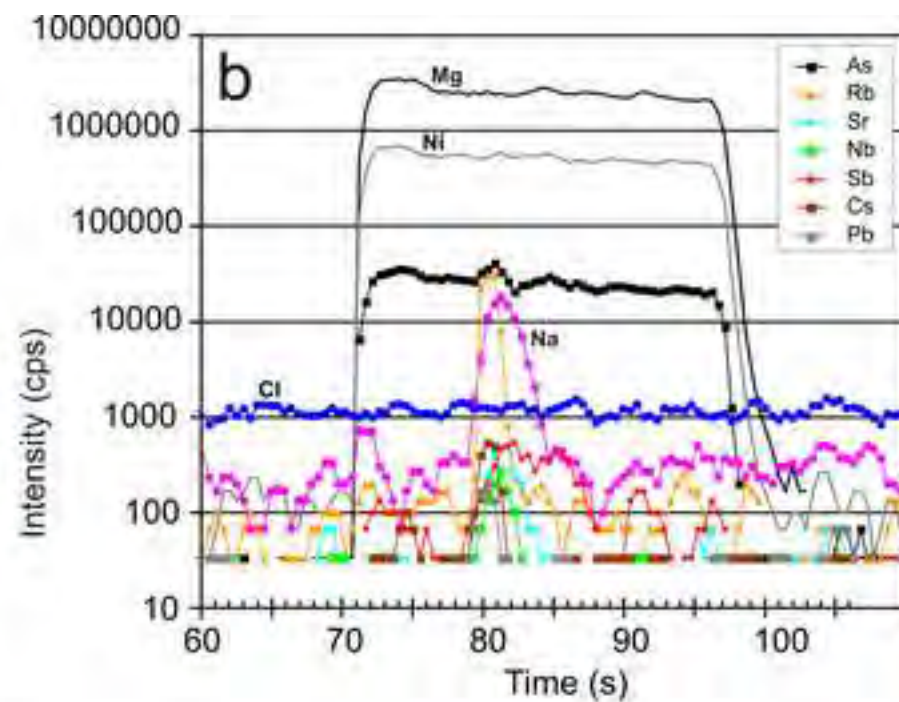 10000000
1000000
100000
10000
1000
100
10
Intensity (cps)
b
Mg
Ni
Na
Cl
As
Rb
Sr
Nb
Sb
Cs
Pb
60 70 80 90 100
Time (s)